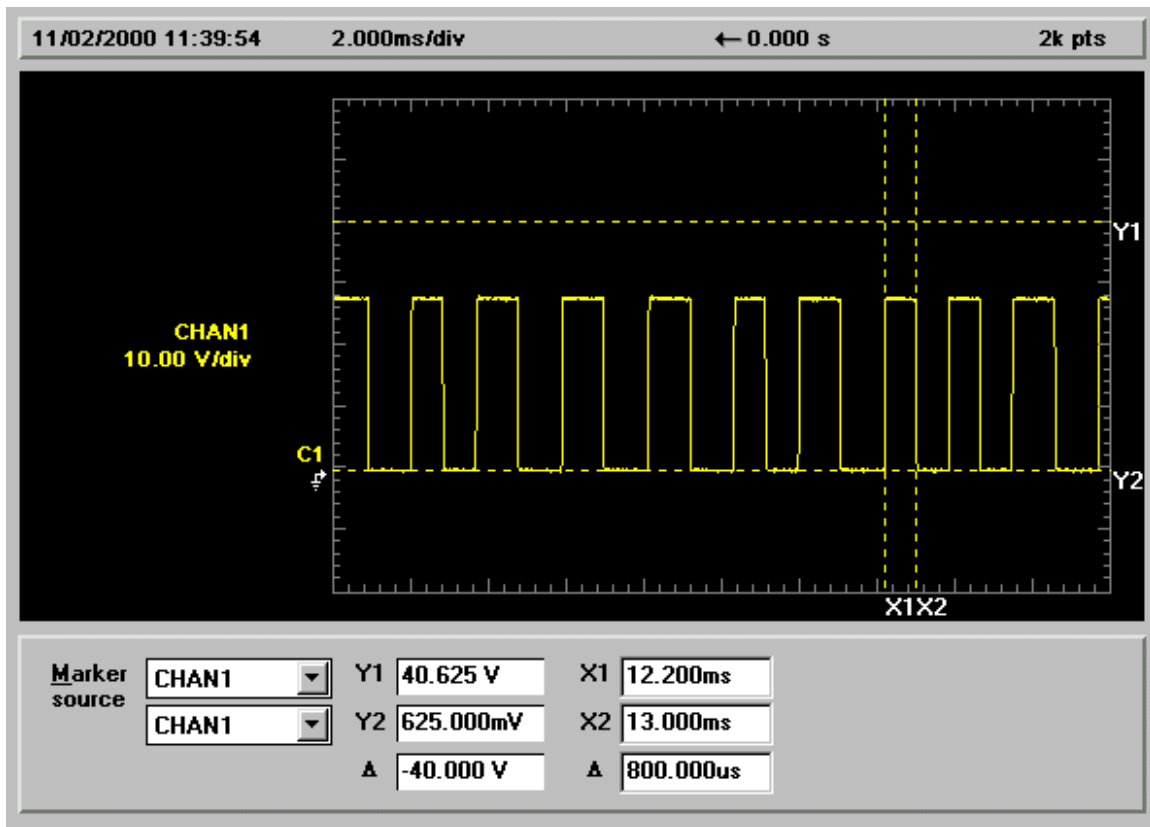 11/02/2000 11:39:54 2.000ms/div ← 0.000 s 2k pts
Y1
CHAN1
10.00 V/div
C1
Y2
X1X2
Marker source CHAN1 Y1 40.625 V X1 12.200ms
CHAN1 Y2 625.000mV X2 13.000ms
Δ -40.000 V Δ 800.000us